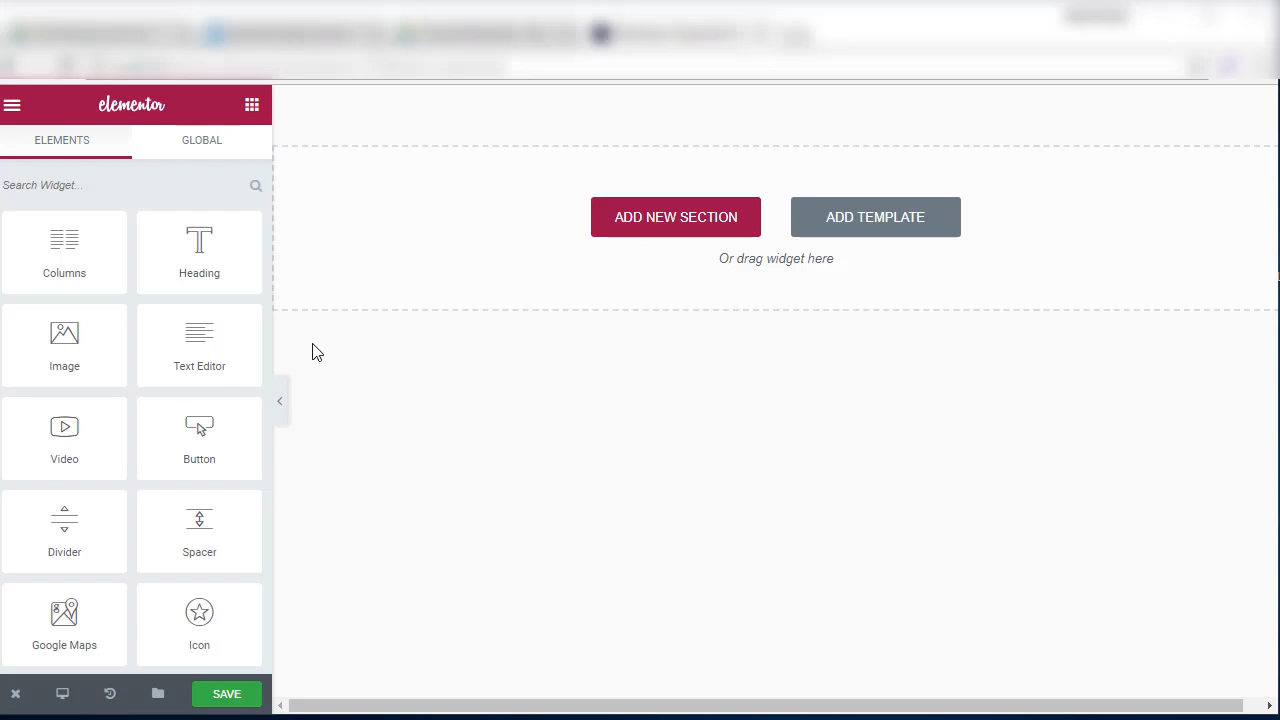 elementor
ELEMENTS GLOBAL
Search Widget...
Columns Heading
Image Text Editor
Video Button
Divider Spacer
Google Maps Icon
SAVE
ADD NEW SECTION ADD TEMPLATE
Or drag widget here